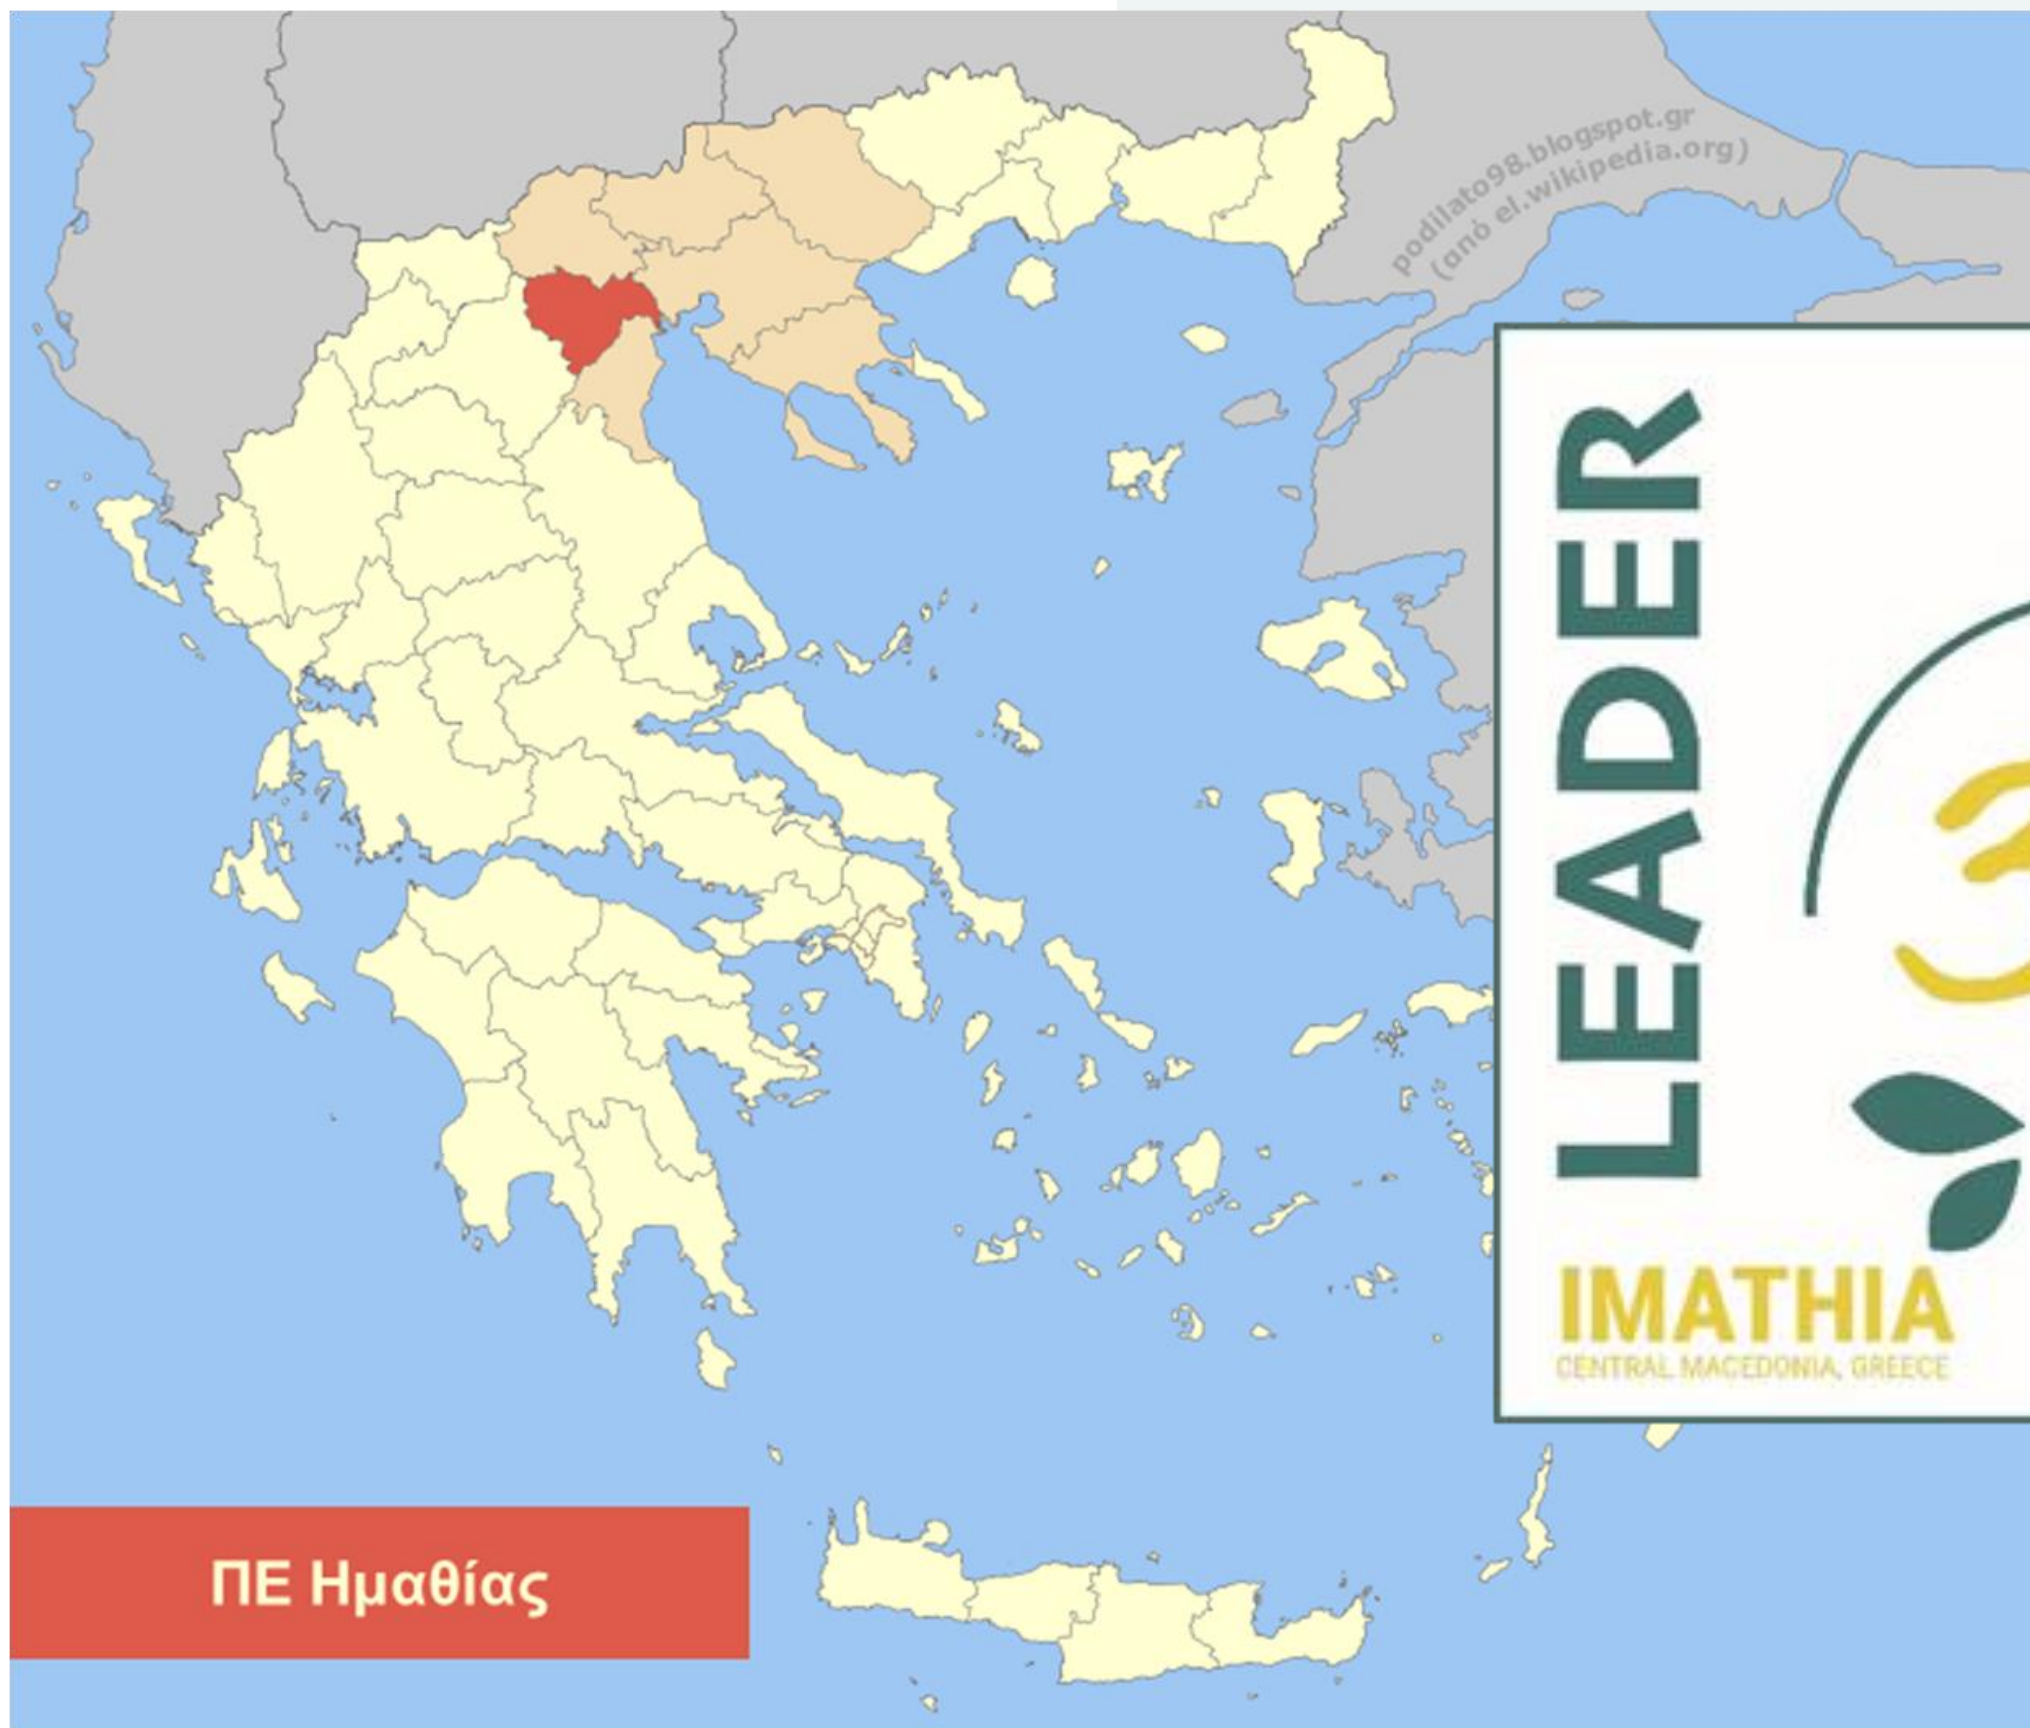 podilato98.blogspot.gr
(από el.wikipedia.org)
LEADER
IMATHIA
CENTRAL MACEDONIA, GREECE
ΠΕ Ημαθίας